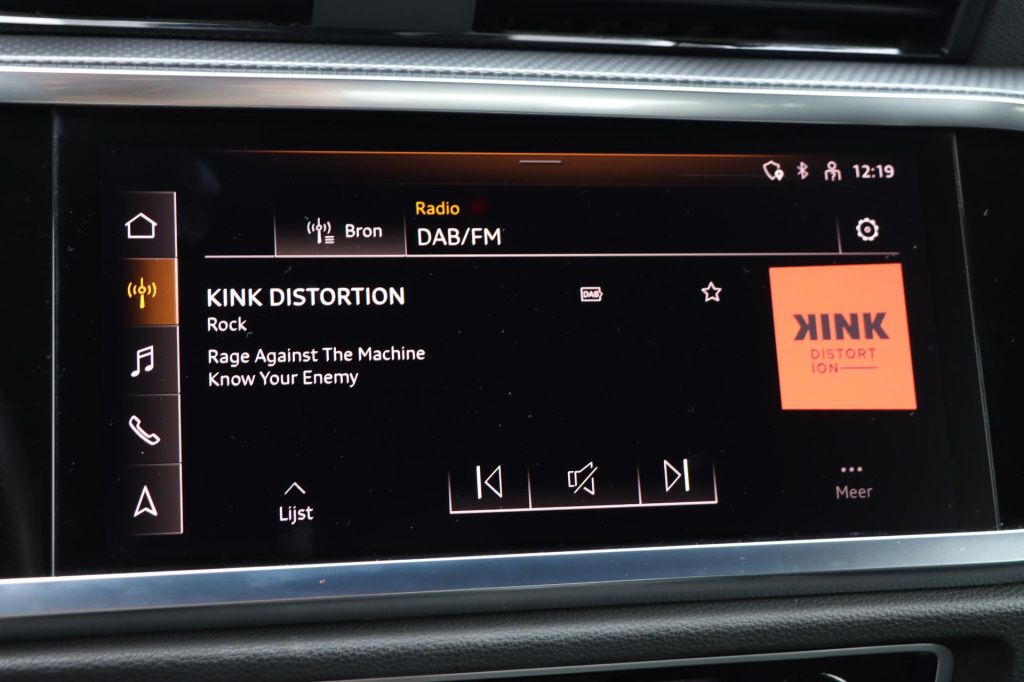 12:19
Bron
Radio
DAB/FM
KINK DISTORTION
DAB
Rock
Rage Against The Machine
Know Your Enemy
KINK
DISTORT
ION
Lijst
Meer